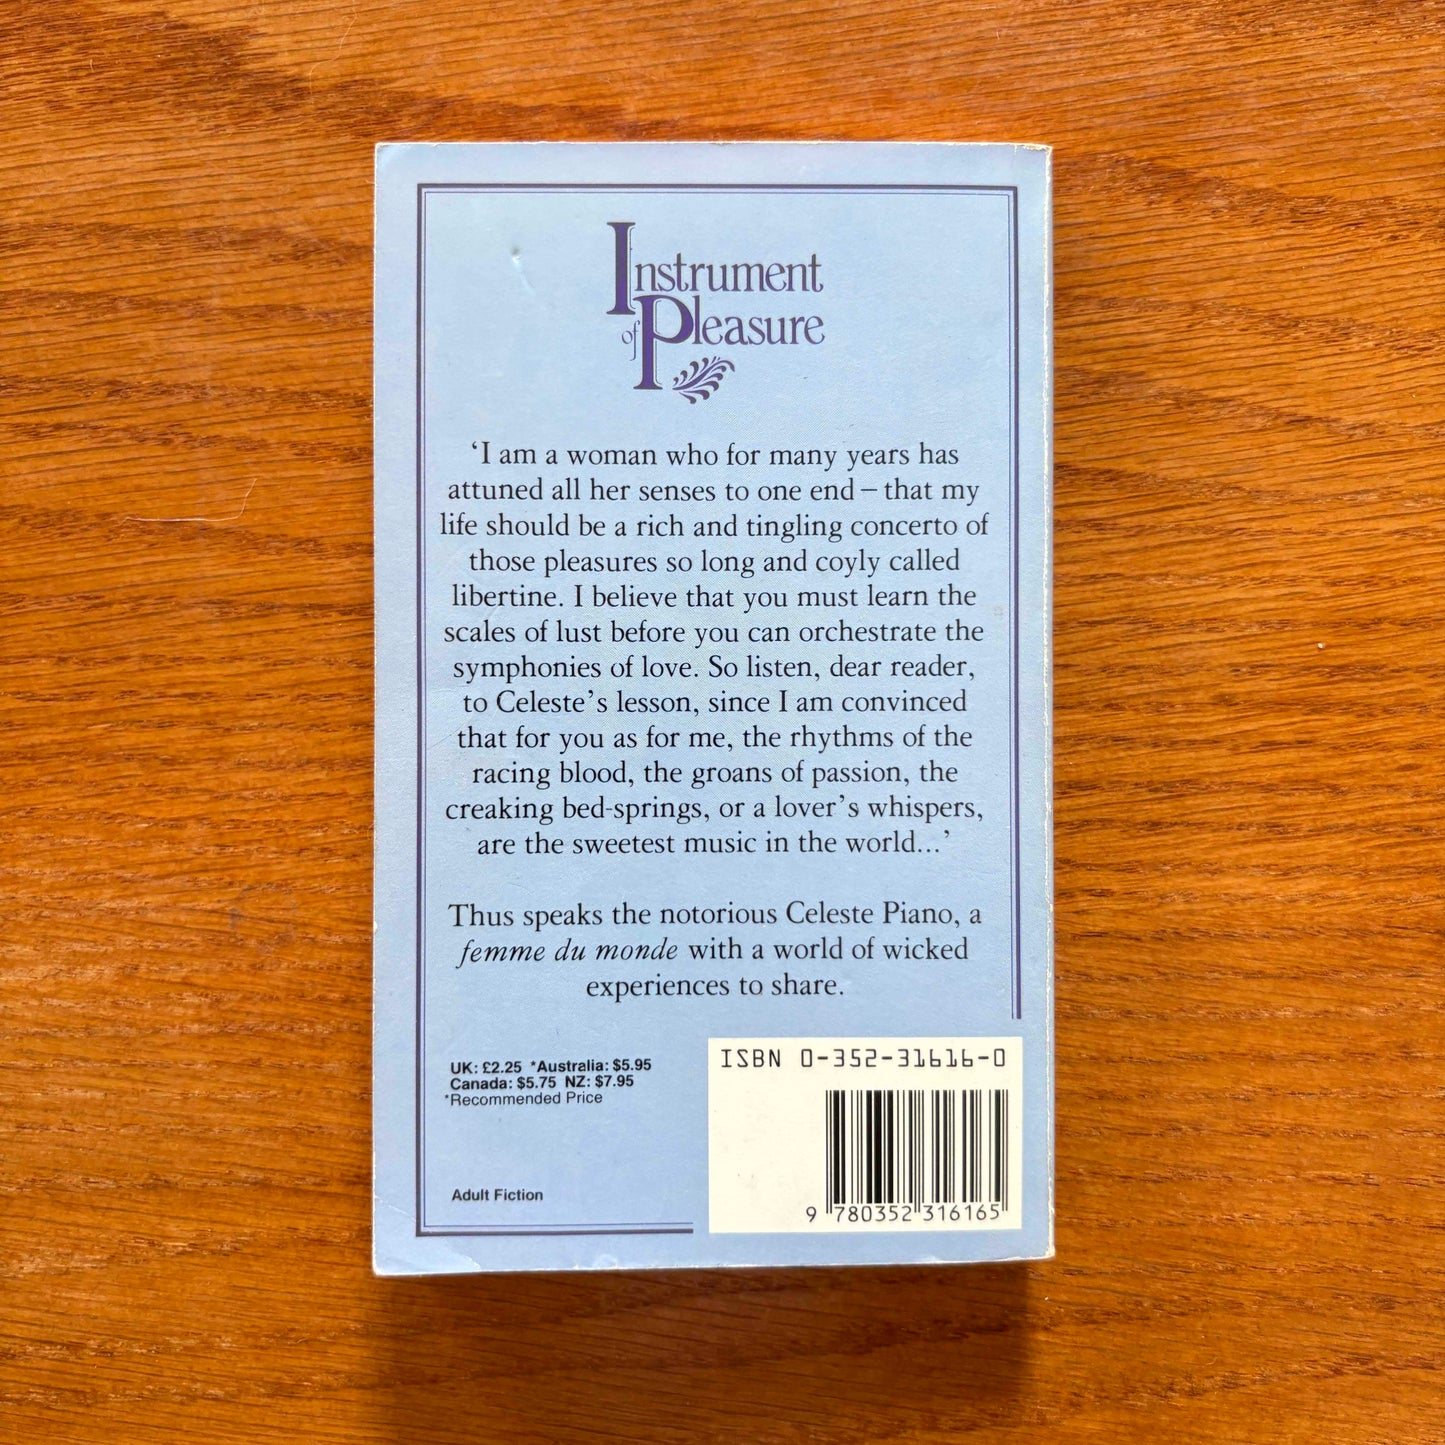 Instrument
of Pleasure
‘I am a woman who for many years has
attuned all her senses to one end – that my
life should be a rich and tingling concerto of
those pleasures so long and coyly called
libertine. I believe that you must learn the
scales of lust before you can orchestrate the
symphonies of love. So listen, dear reader,
to Celeste’s lesson, since I am convinced
that for you as for me, the rhythms of the
racing blood, the groans of passion, the
creaking bed-springs, or a lover’s whispers,
are the sweetest music in the world...’
Thus speaks the notorious Celeste Piano, a
femme du monde with a world of wicked
experiences to share.
UK: £2.25 *Australia: $5.95
Canada: $5.75 NZ: $7.95
*Recommended Price
Adult Fiction
ISBN 0-352-31616-0
9 780352 316165